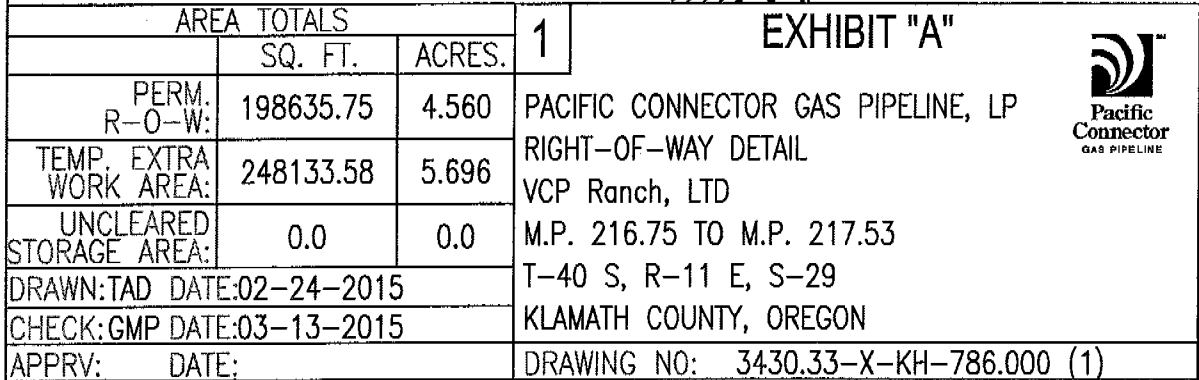 AREA TOTALS
SQ. FT. ACRES.
PERM. R-O-W: 198635.75 4.560
TEMP. EXTRA WORK AREA: 248133.58 5.696
UNCLEARED STORAGE AREA: 0.0 0.0
DRAWN: TAD DATE: 02-24-2015
CHECK: GMP DATE: 03-13-2015
APPRV: DATE:
1
EXHIBIT "A"
Pacific
Connector
GAS PIPELINE
PACIFIC CONNECTOR GAS PIPELINE, LP
RIGHT-OF-WAY DETAIL
VCP Ranch, LTD
M.P. 216.75 TO M.P. 217.53
T-40 S, R-11 E, S-29
KLAMATH COUNTY, OREGON
DRAWING NO: 3430.33-X-KH-786.000 (1)